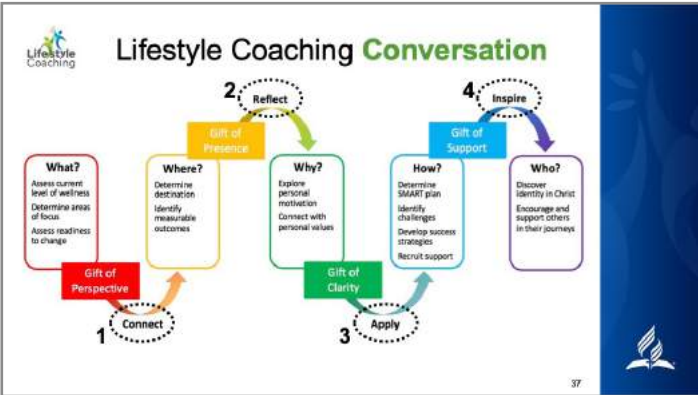 Lifestyle
Coaching
Lifestyle Coaching Conversation
2
Reflect
4
Inspire
Gift of
Presence
Gift of
Support
What?
Assess current
level of wellness
Determine areas
of focus
Assess readiness
to change
Where?
Determine
destination
Identify
measurable
outcomes
Why?
Explore
personal
motivation
Connect with
personal values
How?
Determine
SMART plan
Identify
challenges
Develop success
strategies
Recruit support
Who?
Discover
identity in Christ
Encourage and
support others
in their journeys
Gift of
Perspective
Gift of
Clarity
1
Connect
3
Apply
37